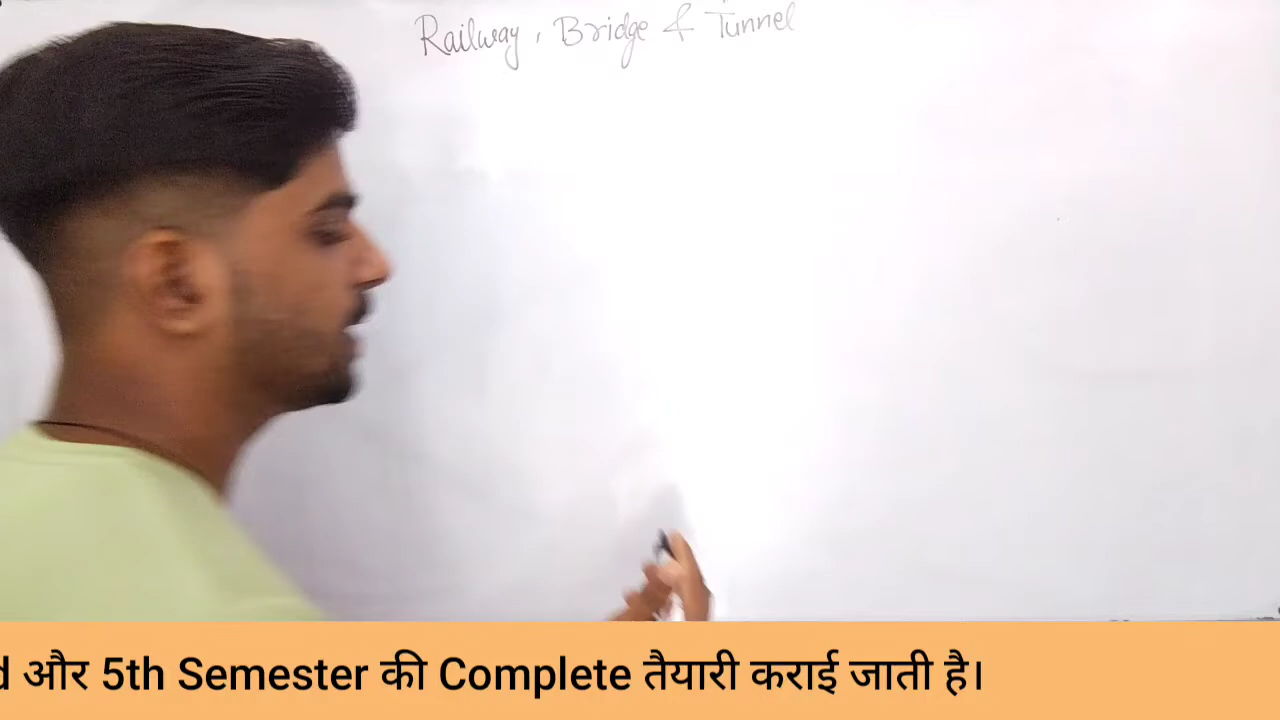 Railway, Bridge & Tunnel
और 5th Semester की Complete तैयारी कराई जाती है।